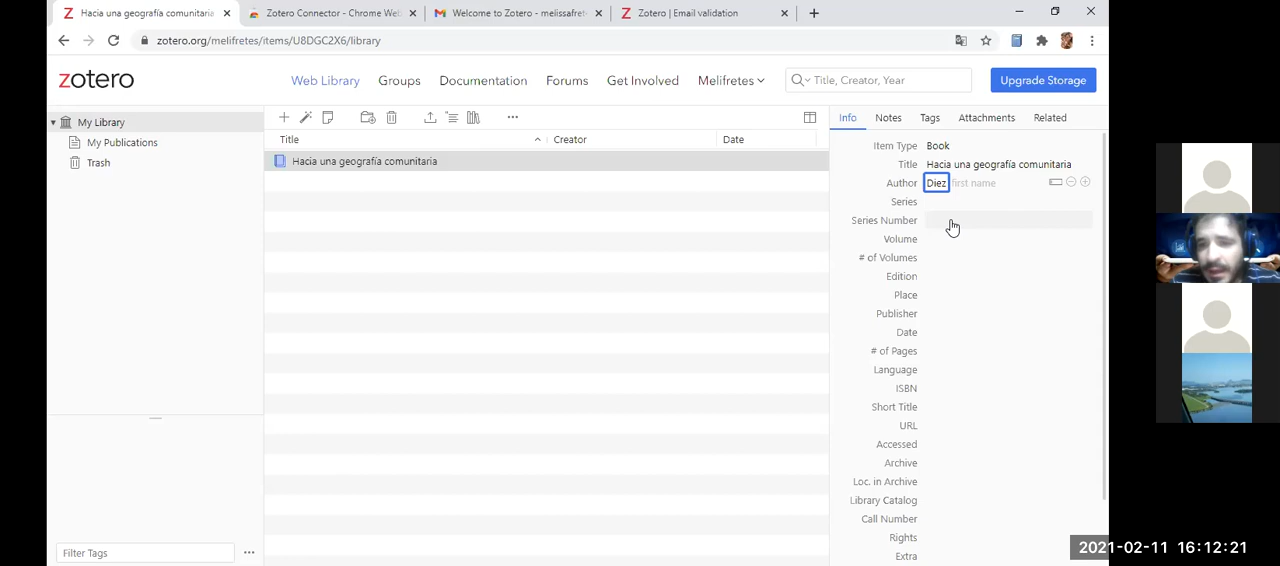 Hacia una geografía comunitaria
Zotero Connector - Chrome Web
Welcome to Zotero - melissafret
Zotero | Email validation
zotero.org/melifretes/items/U8DGC2X6/library
zotero
Web Library
Groups
Documentation
Forums
Get Involved
Melifretes
Title, Creator, Year
Upgrade Storage
My Library
My Publications
Trash
Filter Tags
Title
Creator
Date
Hacia una geografía comunitaria
Info
Notes
Tags
Attachments
Related
Item Type Book
Title Hacia una geografía comunitaria
Author Diez first name
Series
Series Number
Volume
# of Volumes
Edition
Place
Publisher
Date
# of Pages
Language
ISBN
Short Title
URL
Accessed
Archive
Loc. in Archive
Library Catalog
Call Number
Rights
Extra
2021-02-11 16:12:21